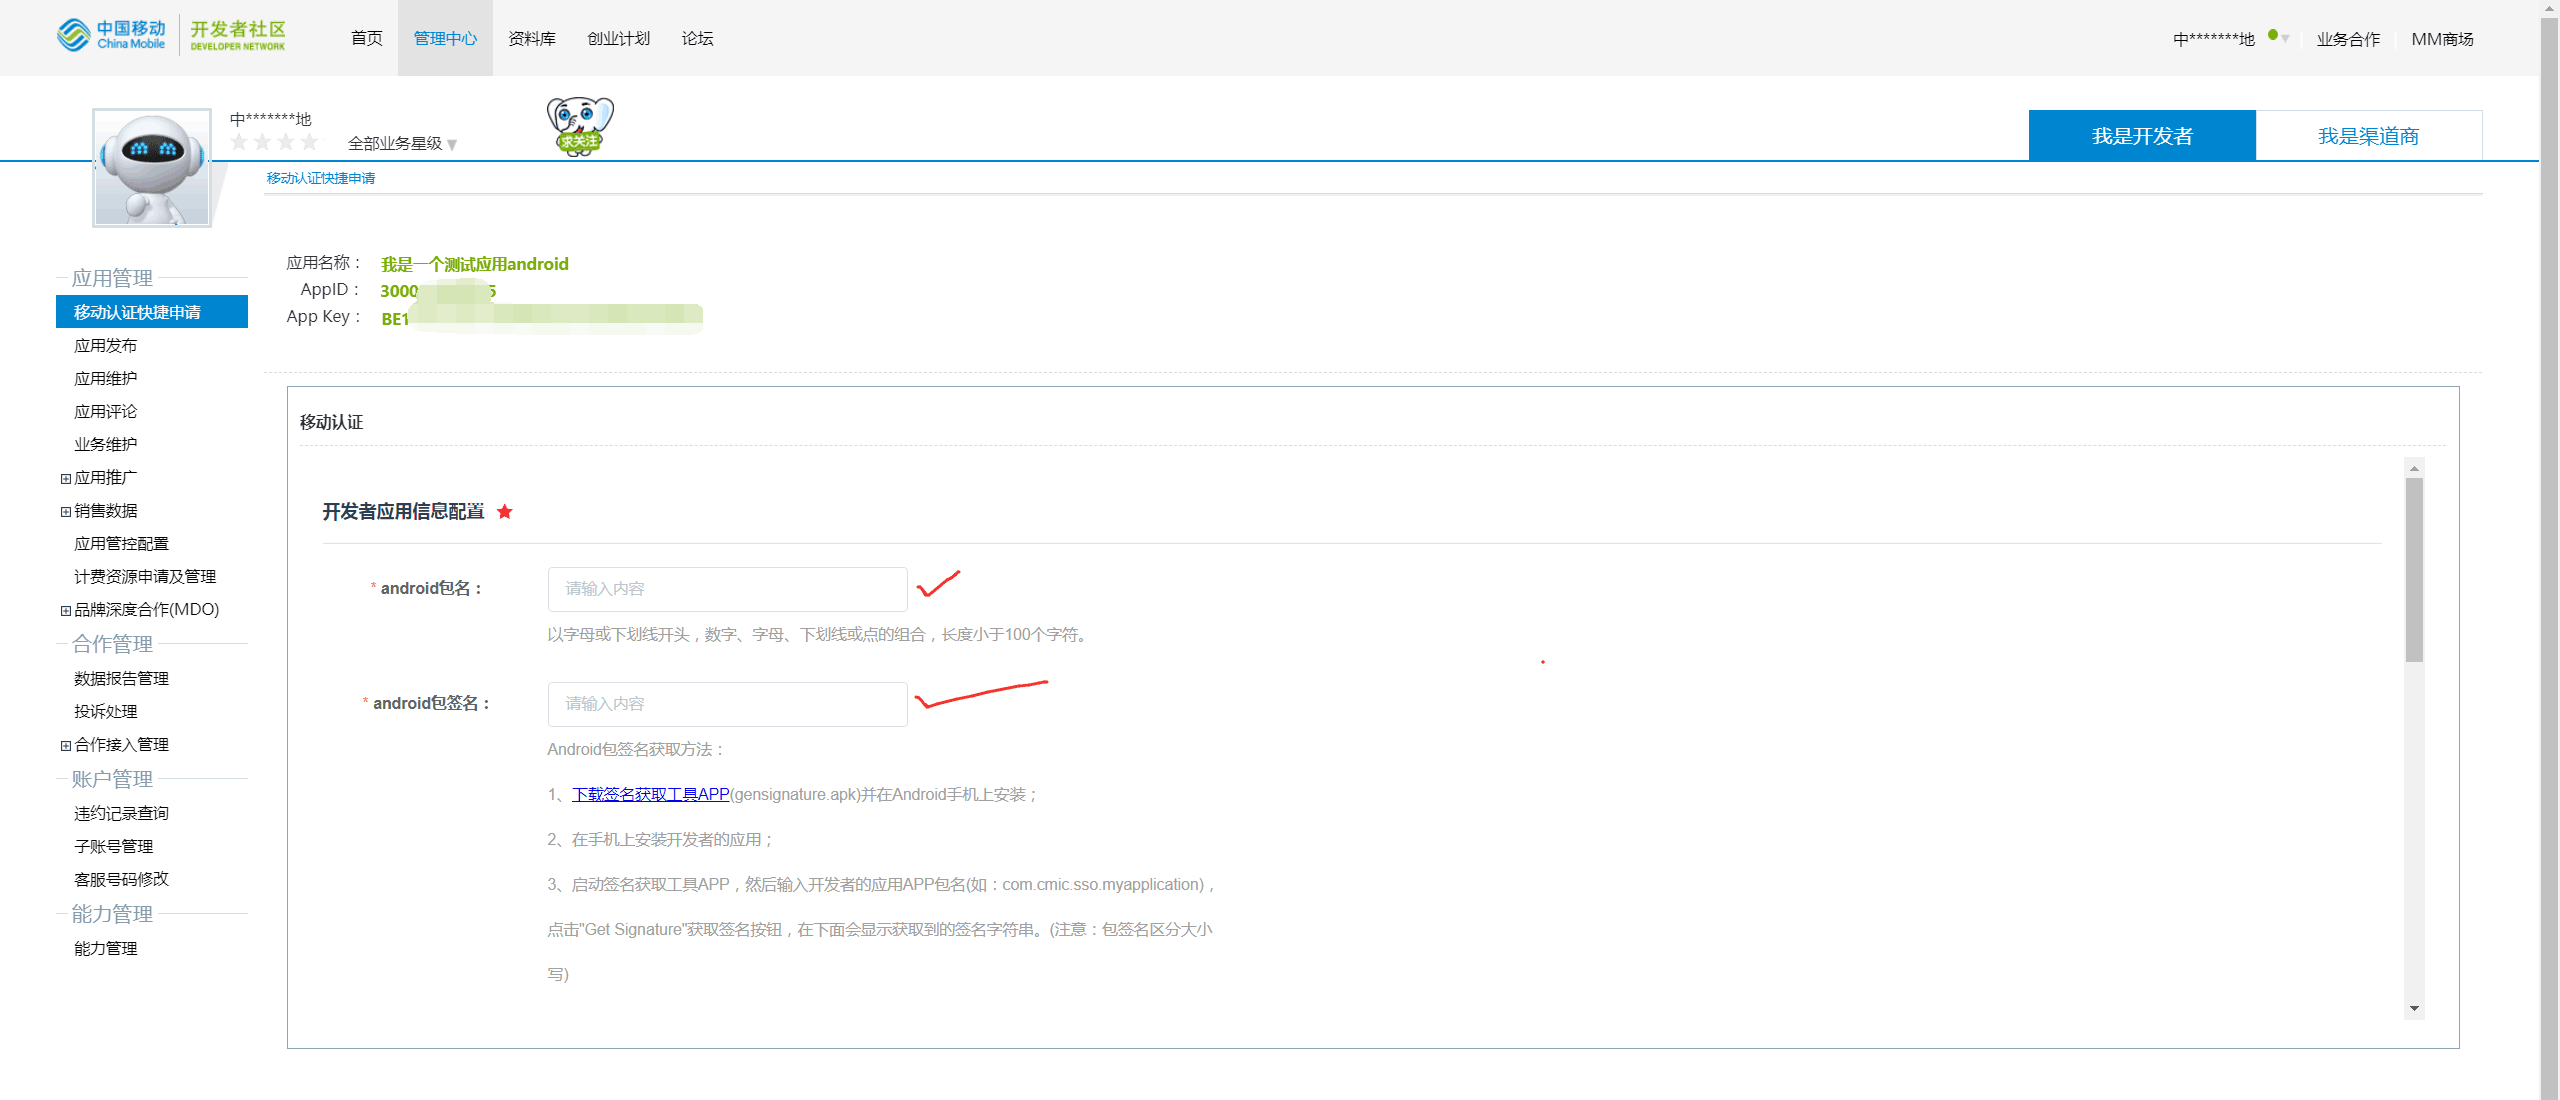 中国移动
China Mobile
开发者社区
DEVELOPER NETWORK
首页
管理中心
资料库
创业计划
论坛
中*******地
业务合作
MM商场
中*******地
全部业务星级
求关注
我是开发者
我是渠道商
移动认证快捷申请
应用名称：
我是一个测试应用android
AppID：
3000 5
App Key：
BE1
应用管理
移动认证快捷申请
应用发布
应用维护
应用评论
业务维护
应用推广
销售数据
应用管控配置
计费资源申请及管理
品牌深度合作(MDO)
合作管理
数据报告管理
投诉处理
合作接入管理
账户管理
违约记录查询
子账号管理
客服号码修改
能力管理
能力管理
移动认证
开发者应用信息配置
* android包名：
请输入内容
以字母或下划线开头，数字、字母、下划线或点的组合，长度小于100个字符。
* android包签名：
请输入内容
Android包签名获取方法：
1、下载签名获取工具APP(gensignature.apk)并在Android手机上安装；
2、在手机上安装开发者的应用；
3、启动签名获取工具APP，然后输入开发者的应用APP包名(如：com.cmic.sso.myapplication)，
点击"Get Signature"获取签名按钮，在下面会显示获取到的签名字符串。(注意：包签名区分大小
写)